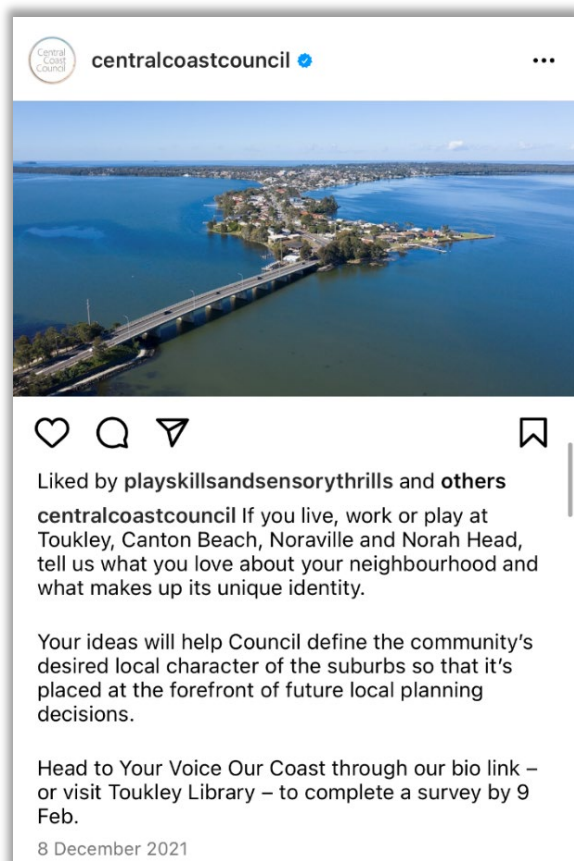 Central
Coast
Council
centralcoastcouncil
Liked by playskillsandsensorythrills and others
centralcoastcouncil If you live, work or play at
Toukley, Canton Beach, Noraville and Norah Head,
tell us what you love about your neighbourhood and
what makes up its unique identity.
Your ideas will help Council define the community's
desired local character of the suburbs so that it's
placed at the forefront of future local planning
decisions.
Head to Your Voice Our Coast through our bio link –
or visit Toukley Library – to complete a survey by 9
Feb.
8 December 2021